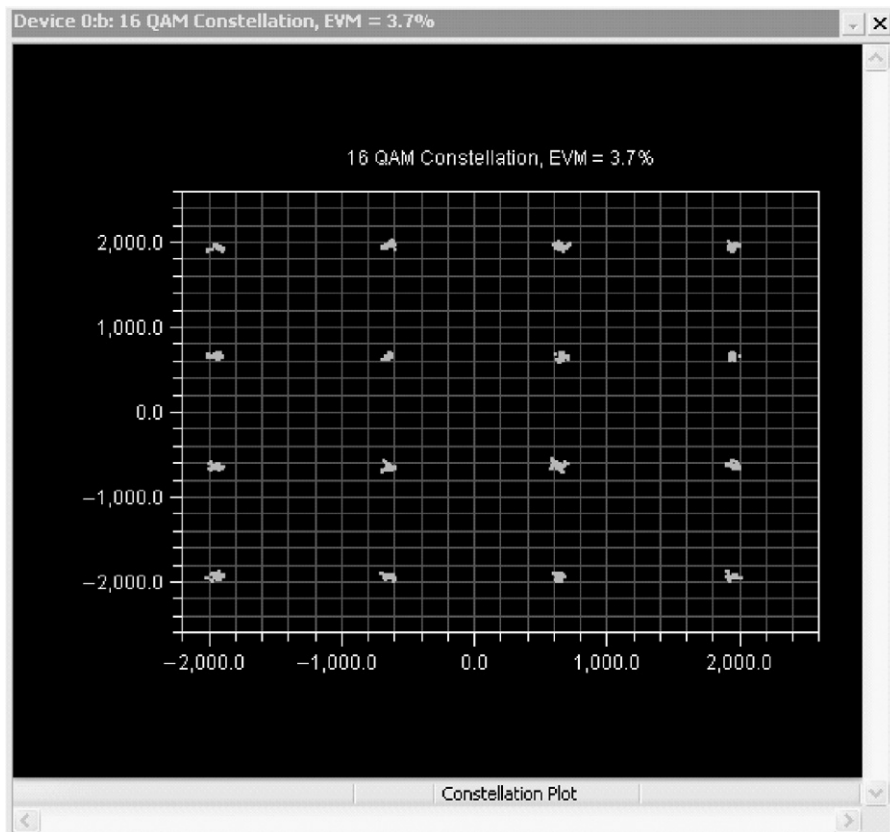 Device 0:b: 16 QAM Constellation, EVM = 3.7%
16 QAM Constellation, EVM = 3.7%
2,000.0
1,000.0
0.0
−1,000.0
−2,000.0
−2,000.0 −1,000.0 0.0 1,000.0 2,000.0
Constellation Plot